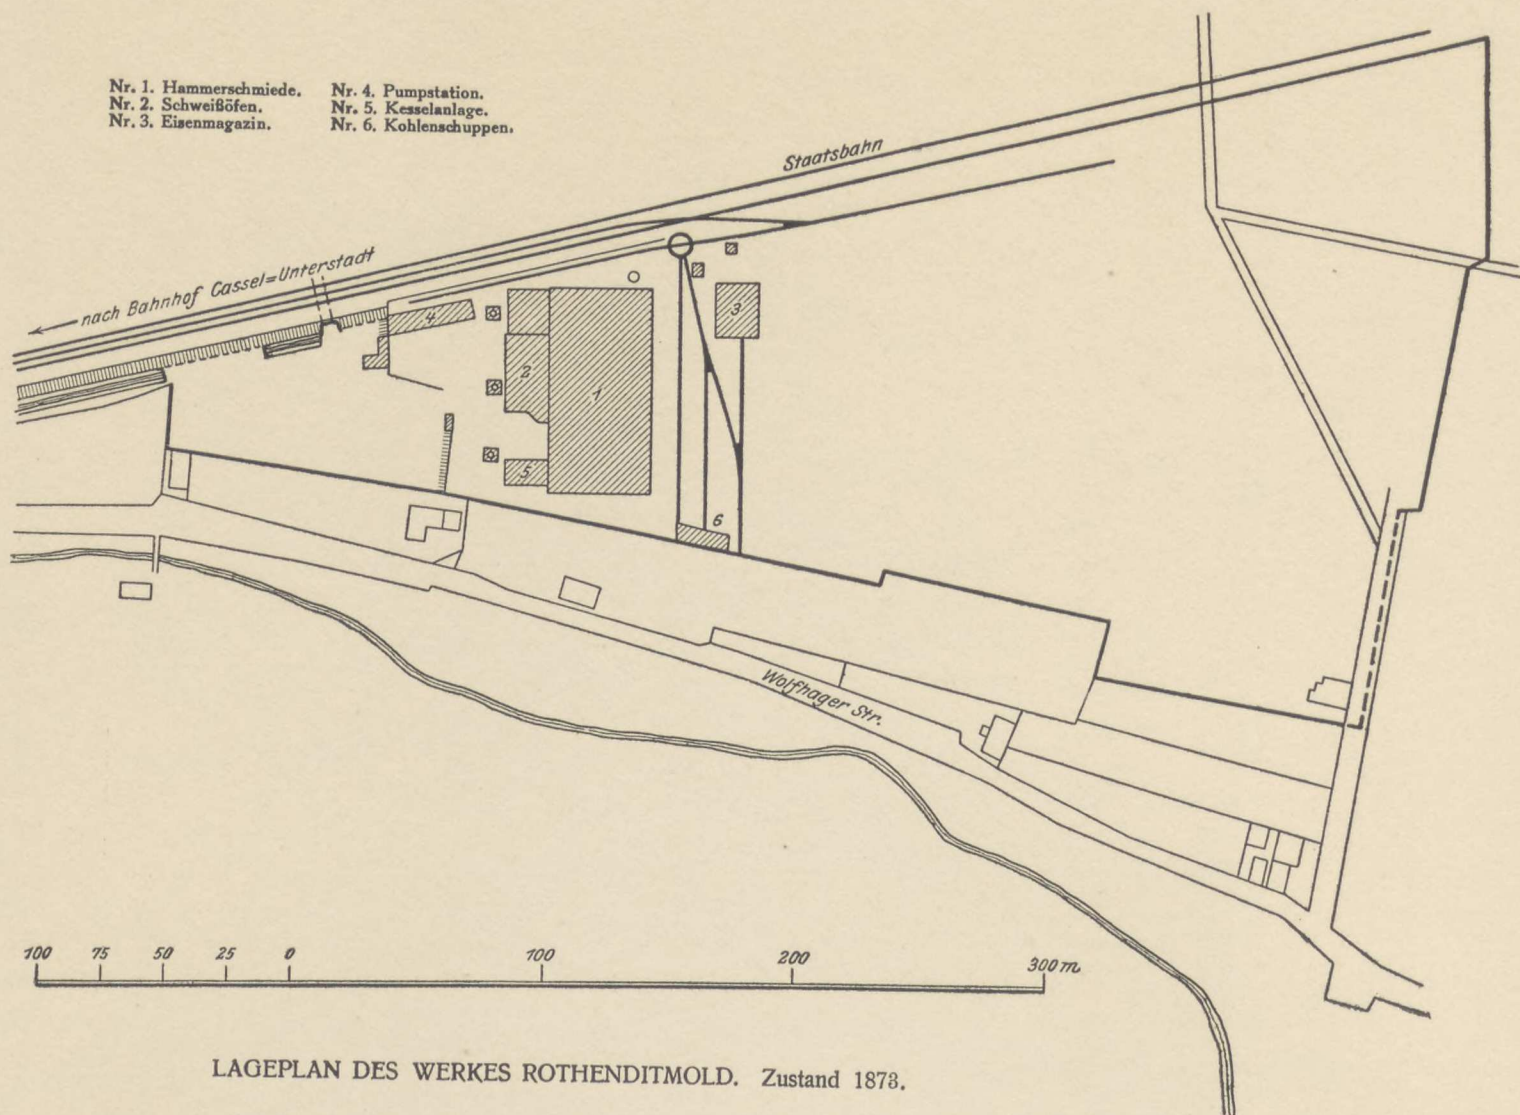 Nr. 1. Hammerschmiede.
Nr. 2. Schweißöfen.
Nr. 3. Eisenmagazin.
Nr. 4. Pumpstation.
Nr. 5. Kesselanlage.
Nr. 6. Kohlenschuppen.
Staatsbahn
nach Bahnhof Cassel=Unterstadt
4
3
2
1
5
6
Wolfhager Str.
100 75 50 25 0 100 200 300 m
LAGEPLAN DES WERKES ROTHENDITMOLD. Zustand 1873.